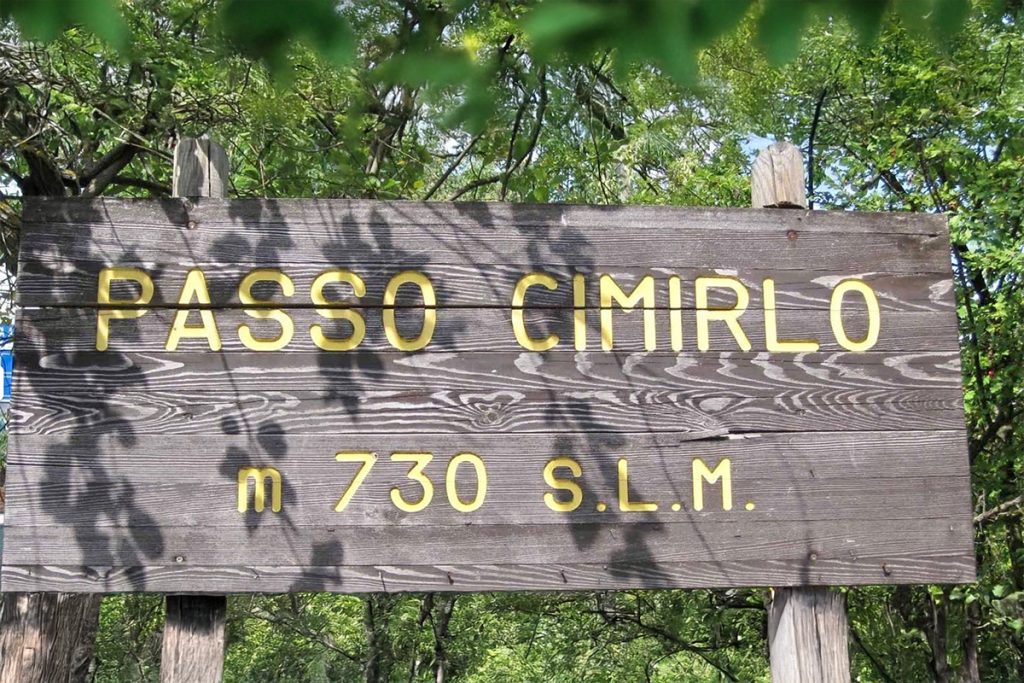 PASSO CIMIRLO
m 730 S.L.M.